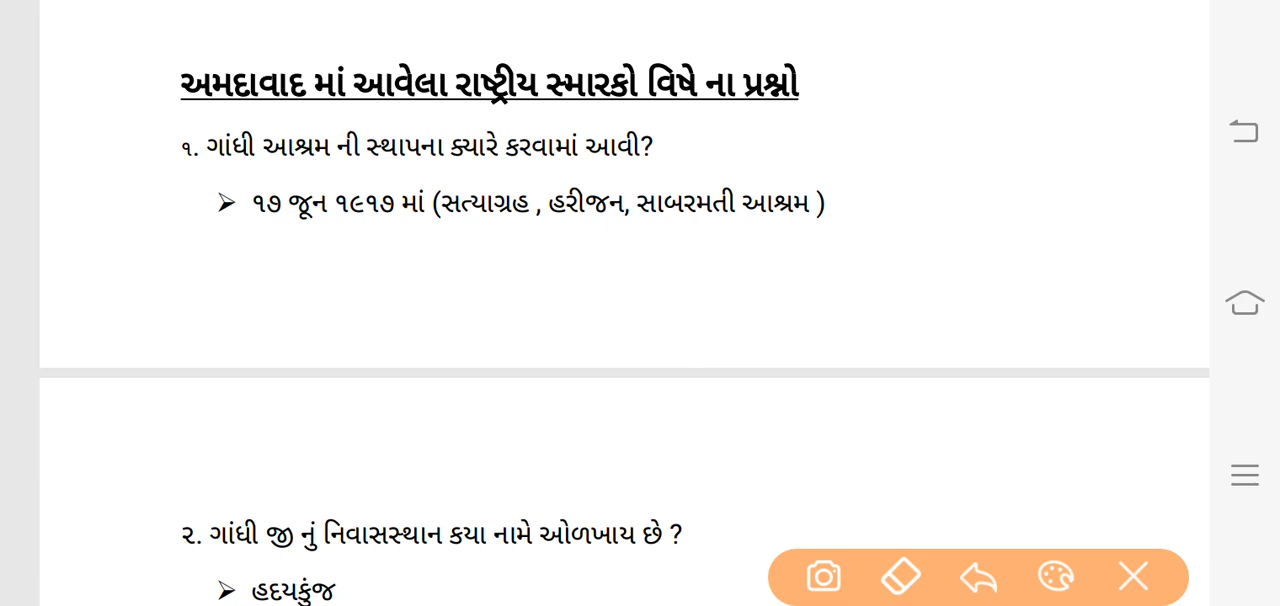 અમદાવાદ માં આવેલા રાષ્ટ્રીય સ્મારકો વિષે ના પ્રશ્નો
૧. ગાંધી આશ્રમ ની સ્થાપના ક્યારે કરવામાં આવી?
➢ ૧૭ જૂન ૧૯૧૭ માં (સત્યાગ્રહ , હરીજન, સાબરમતી આશ્રમ )
૨. ગાંધી જી નું નિવાસસ્થાન કયા નામે ઓળખાય છે ?
➢ હદયકુંજ